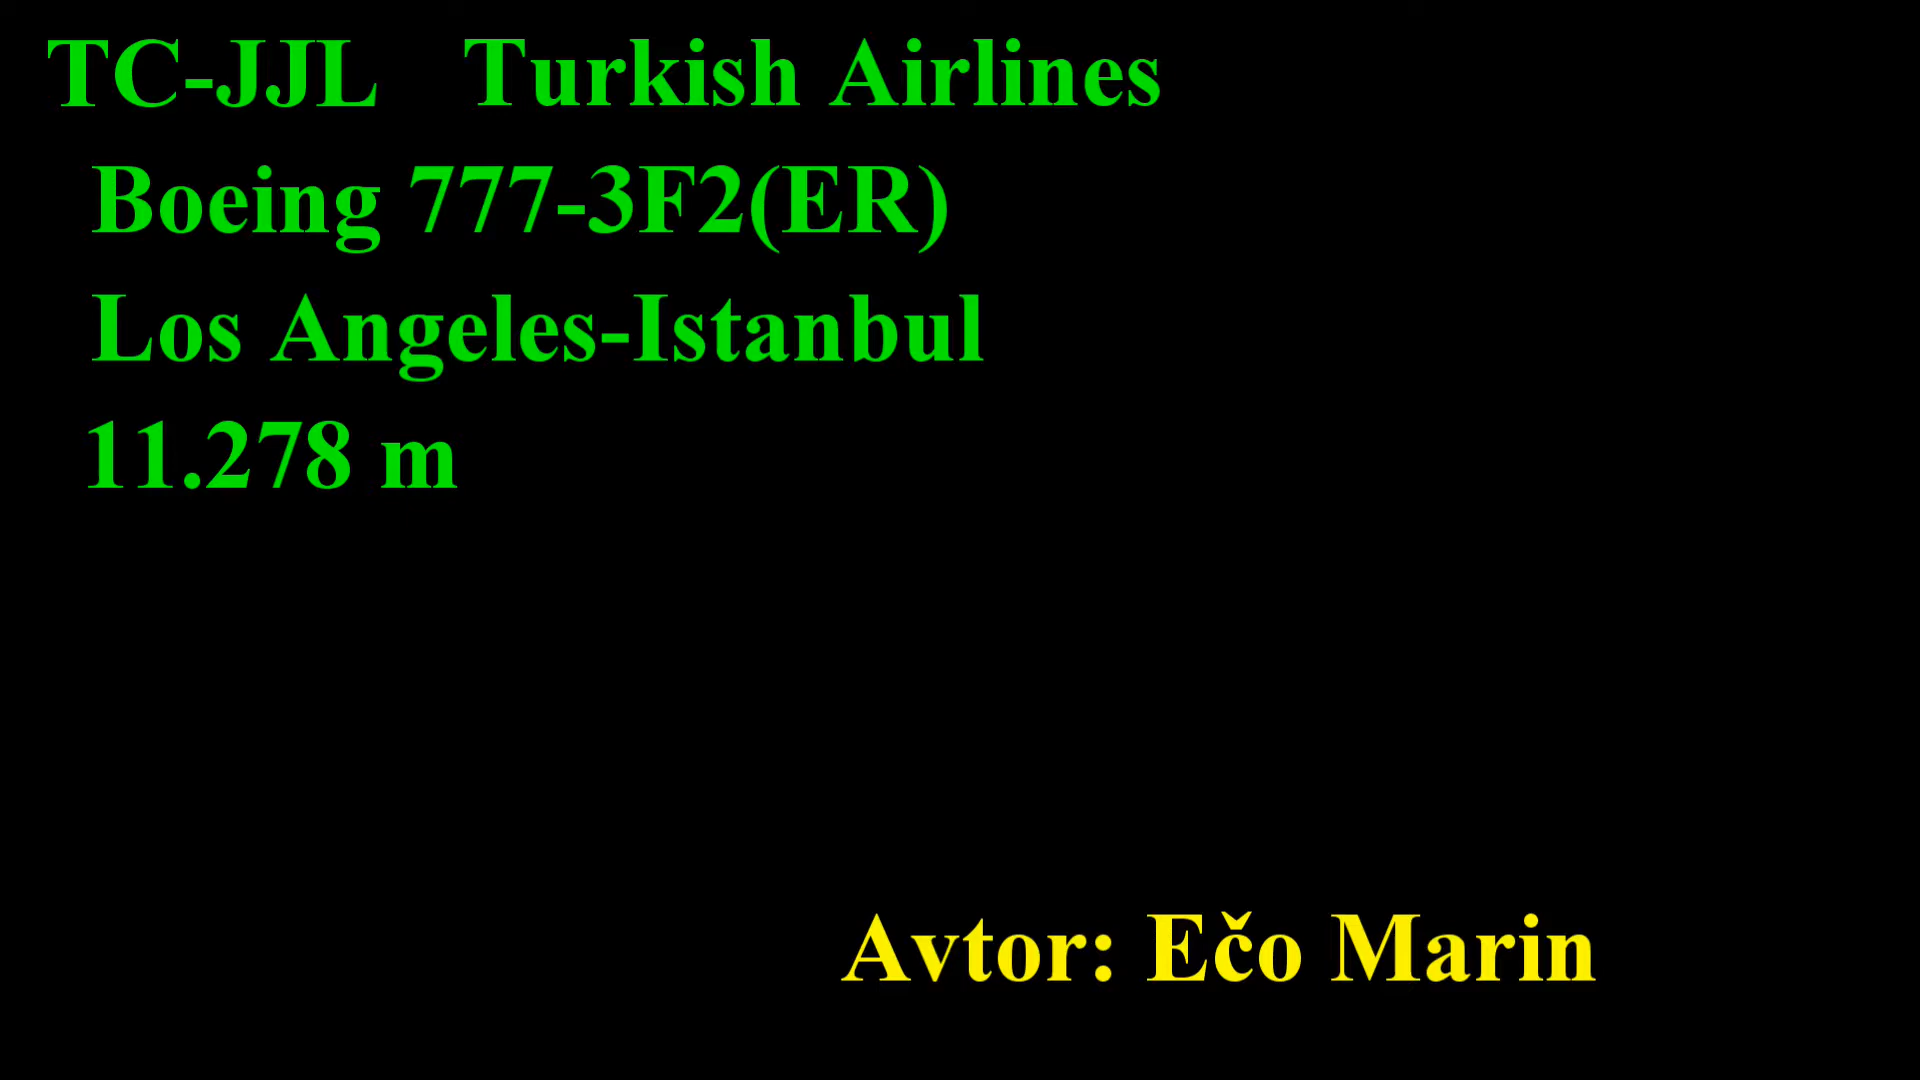 TC-JJL Turkish Airlines
Boeing 777-3F2(ER)
Los Angeles-Istanbul
11.278 m
Avtor: Ečo Marin